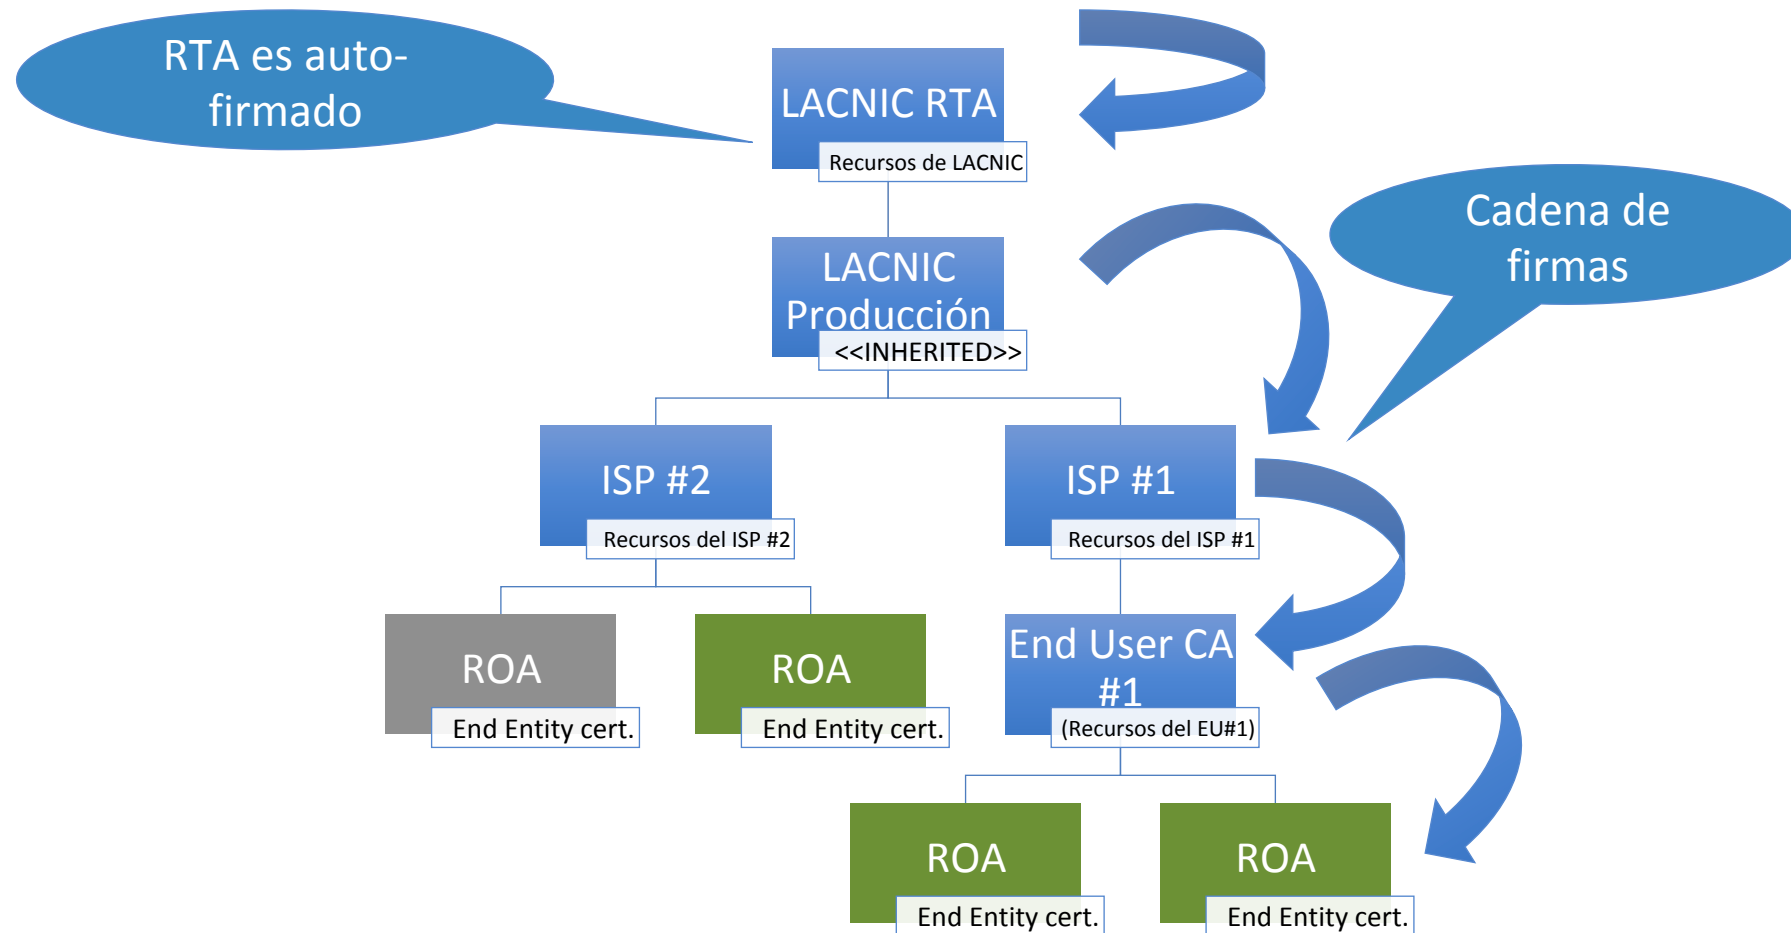 RTA es auto-
firmado
LACNIC RTA
Recursos de LACNIC
Cadena de
firmas
LACNIC
Producción
<<INHERITED>>
ISP #2
Recursos del ISP #2
ISP #1
Recursos del ISP #1
ROA
End Entity cert.
ROA
End Entity cert.
End User CA
#1
(Recursos del EU#1)
ROA
End Entity cert.
ROA
End Entity cert.